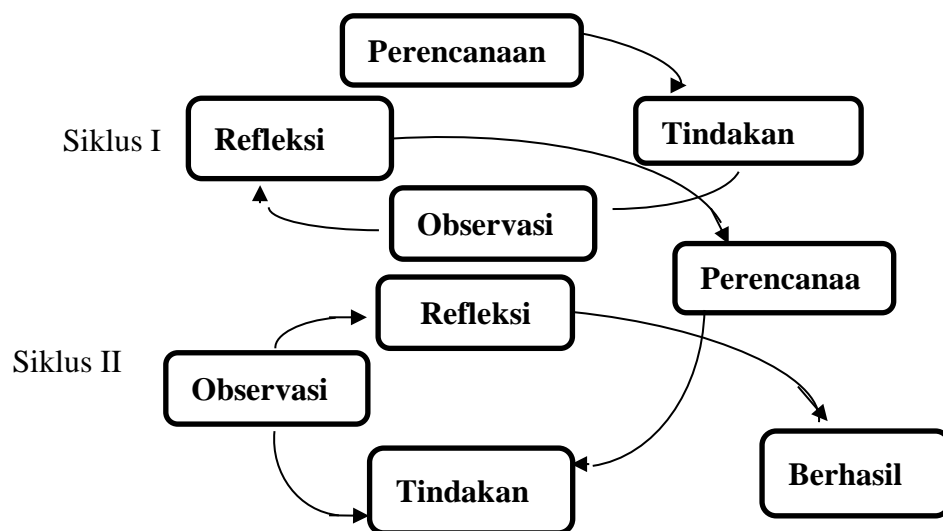 Perencanaan
Siklus I
Refleksi
Tindakan
Observasi
Perencanaa
Refleksi
Siklus II
Observasi
Tindakan
Berhasil